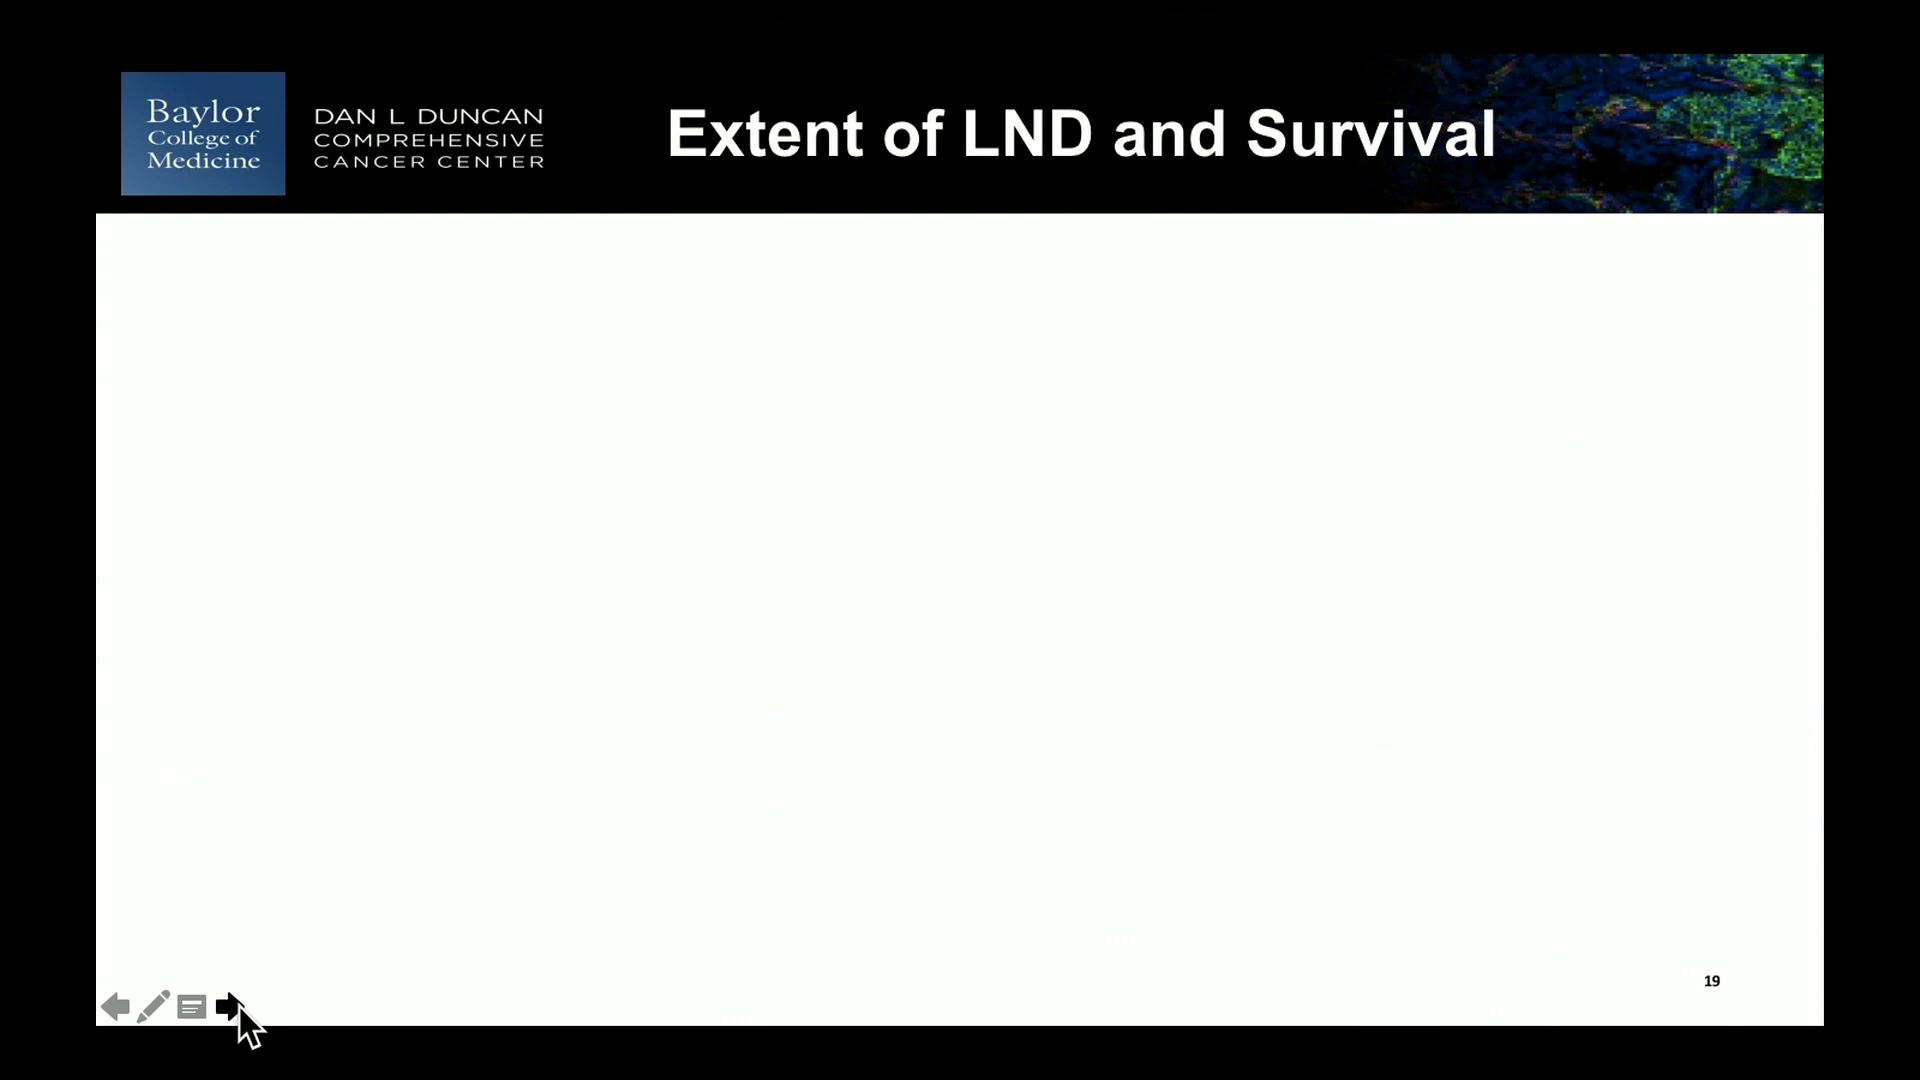 Baylor
College of
Medicine
DAN L DUNCAN
COMPREHENSIVE
CANCER CENTER
Extent of LND and Survival
19